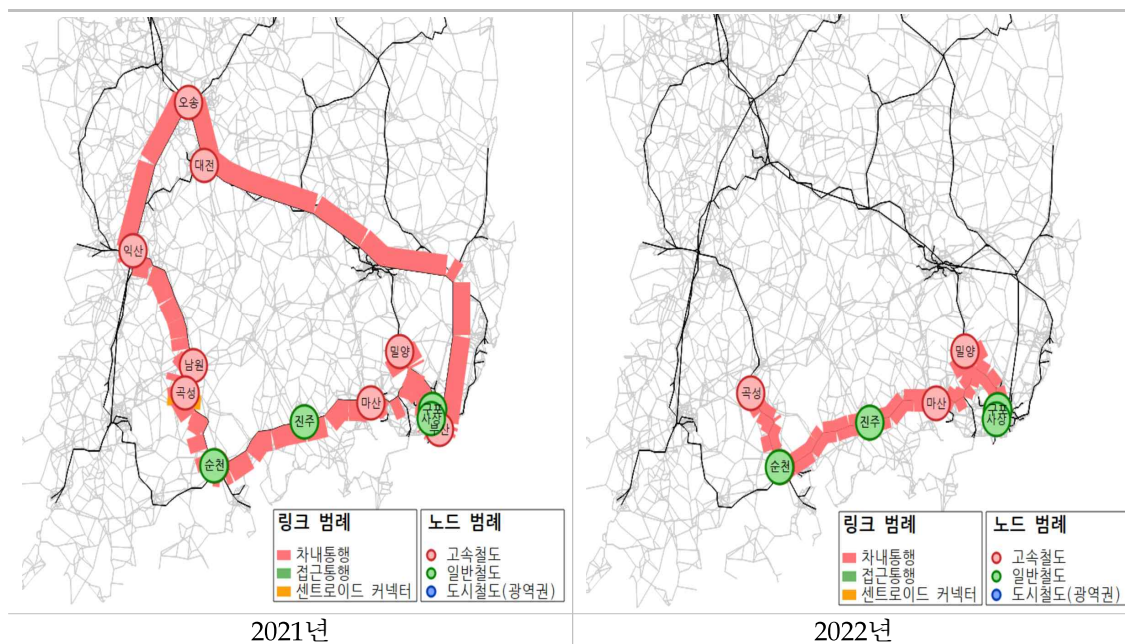 오송
대전
익산
남원
곡성
밀양
마산
진주
구포
사상
부산
순천
링크 범례
차내통행
접근통행
센트로이드 커넥터
노드 범례
고속철도
일반철도
도시철도(광역권)
2021년
밀양
곡성
마산
진주
구포
사상
순천
링크 범례
차내통행
접근통행
센트로이드 커넥터
노드 범례
고속철도
일반철도
도시철도(광역권)
2022년